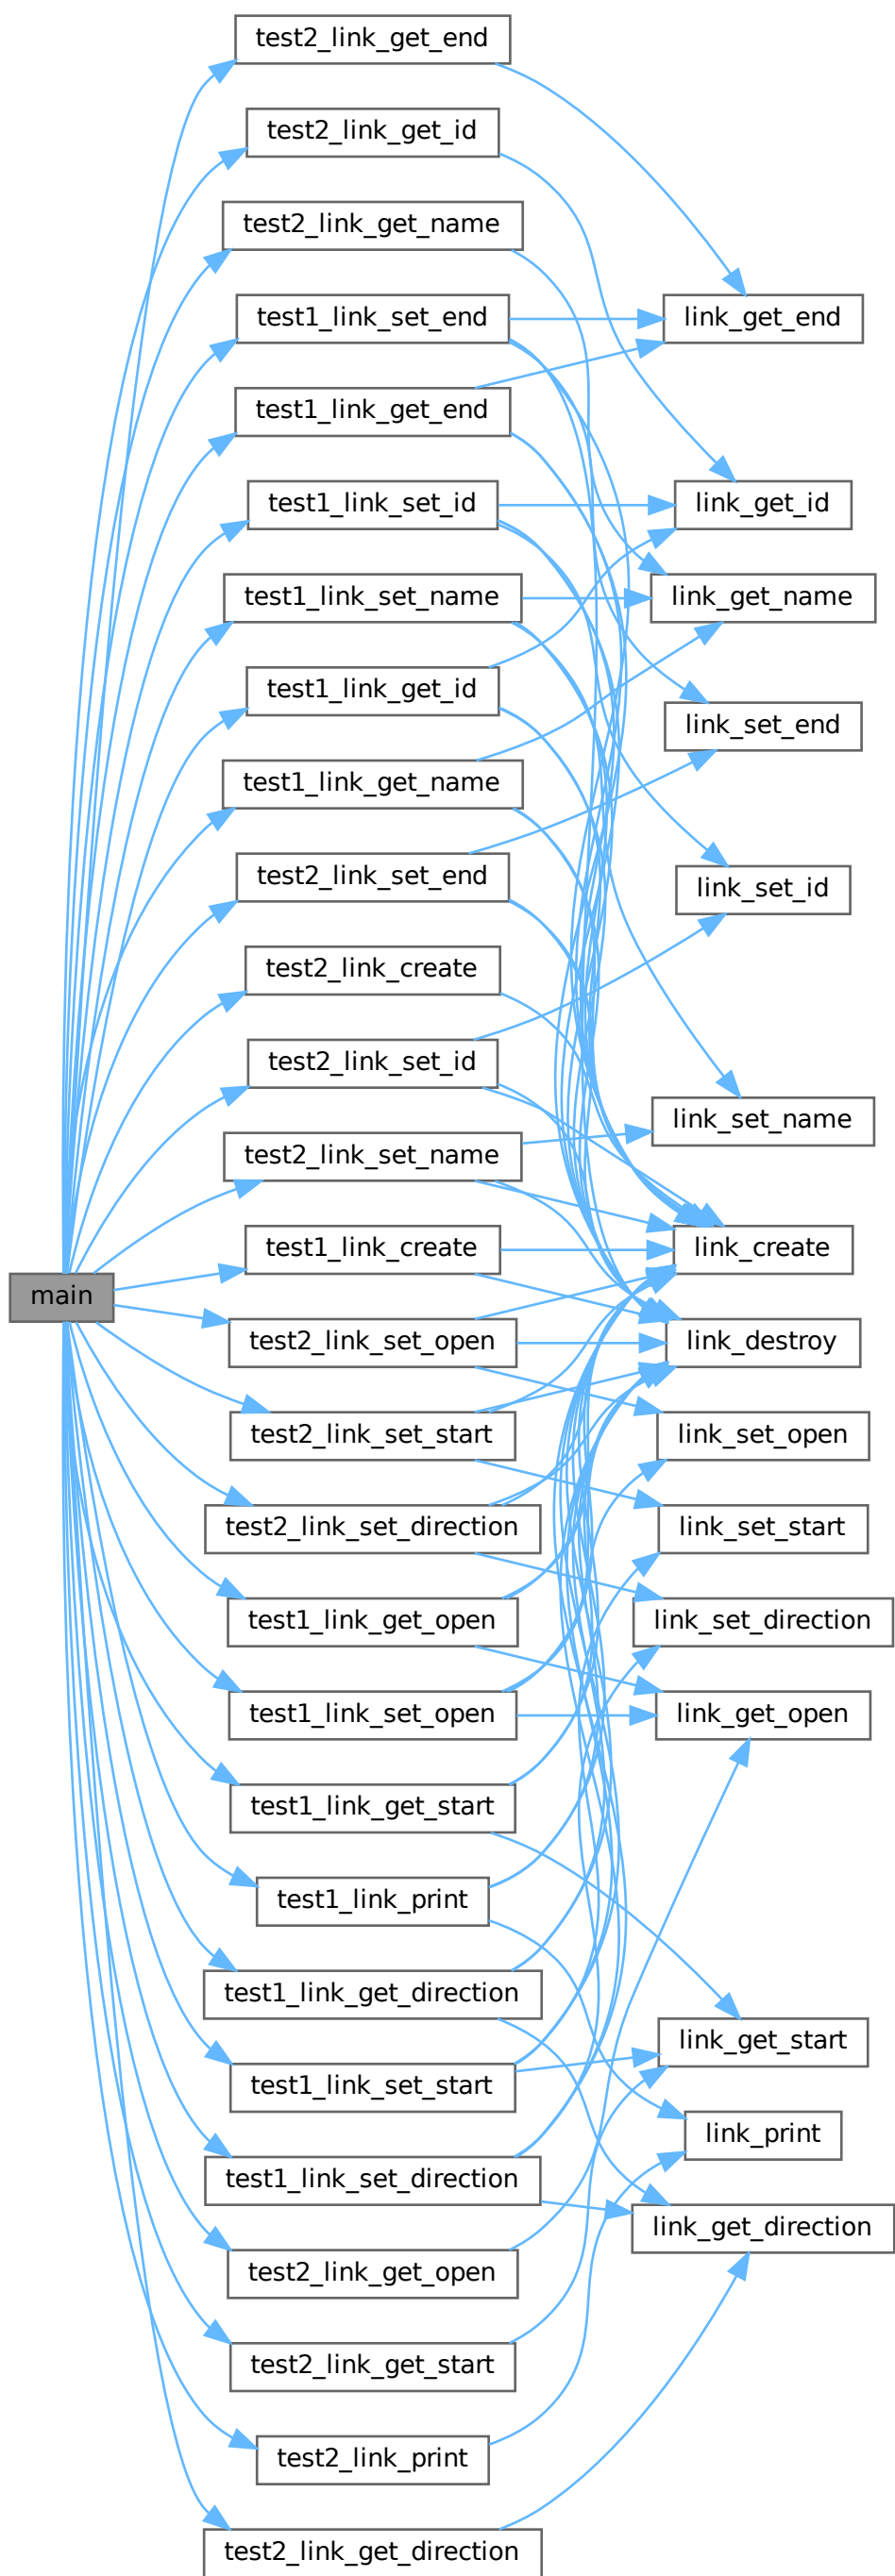 main
test2_link_get_end
test2_link_get_id
test2_link_get_name
test1_link_set_end
test1_link_get_end
test1_link_set_id
test1_link_set_name
test1_link_get_id
test1_link_get_name
test2_link_set_end
test2_link_create
test2_link_set_id
test2_link_set_name
test1_link_create
test2_link_set_open
test2_link_set_start
test2_link_set_direction
test1_link_get_open
test1_link_set_open
test1_link_get_start
test1_link_print
test1_link_get_direction
test1_link_set_start
test1_link_set_direction
test2_link_get_open
test2_link_get_start
test2_link_print
test2_link_get_direction
link_get_end
link_get_id
link_get_name
link_set_end
link_set_id
link_set_name
link_create
link_destroy
link_set_open
link_set_start
link_set_direction
link_get_open
link_get_start
link_print
link_get_direction